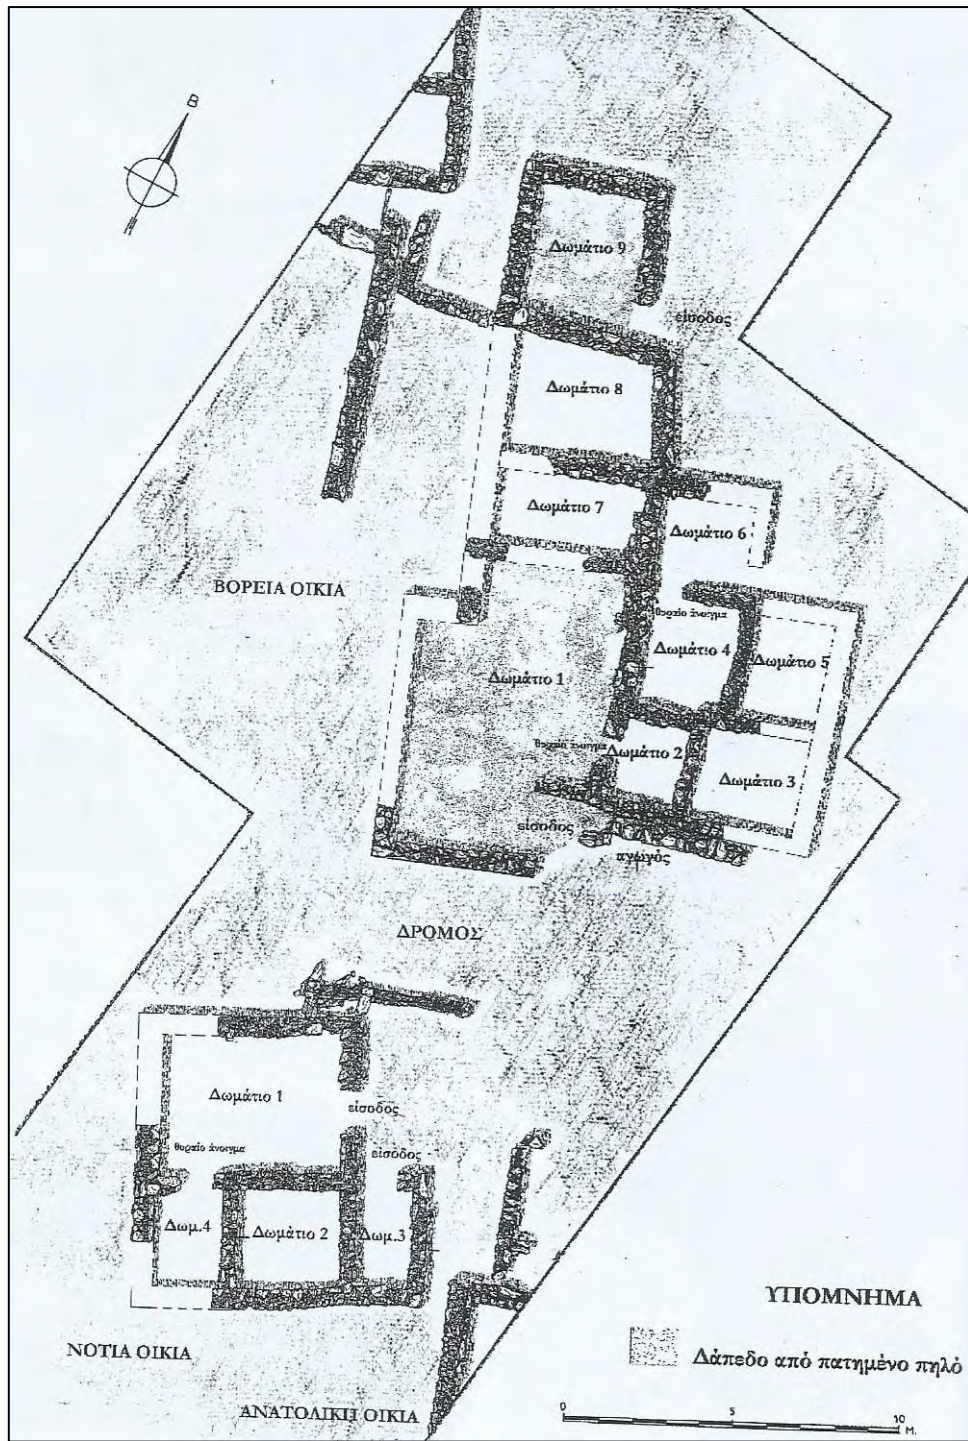 Β
Δωμάτιο 9
είσοδος
Δωμάτιο 8
Δωμάτιο 7
Δωμάτιο 6
ΒΟΡΕΙΑ ΟΙΚΙΑ
θυραίο άνοιγμα
Δωμάτιο 4
Δωμάτιο 5
Δωμάτιο 1
θυραίο άνοιγμα
Δωμάτιο 2
Δωμάτιο 3
είσοδος
αγωγός
ΔΡΟΜΟΣ
Δωμάτιο 1
είσοδος
θυραίο άνοιγμα
είσοδος
Δωμ.4
Δωμάτιο 2
Δωμ.3
ΥΠΟΜΝΗΜΑ
ΝΟΤΙΑ ΟΙΚΙΑ
Δάπεδο από πατημένο πηλό
ΑΝΑΤΟΛΙΚΗ ΟΙΚΙΑ
0 5 10 Μ.